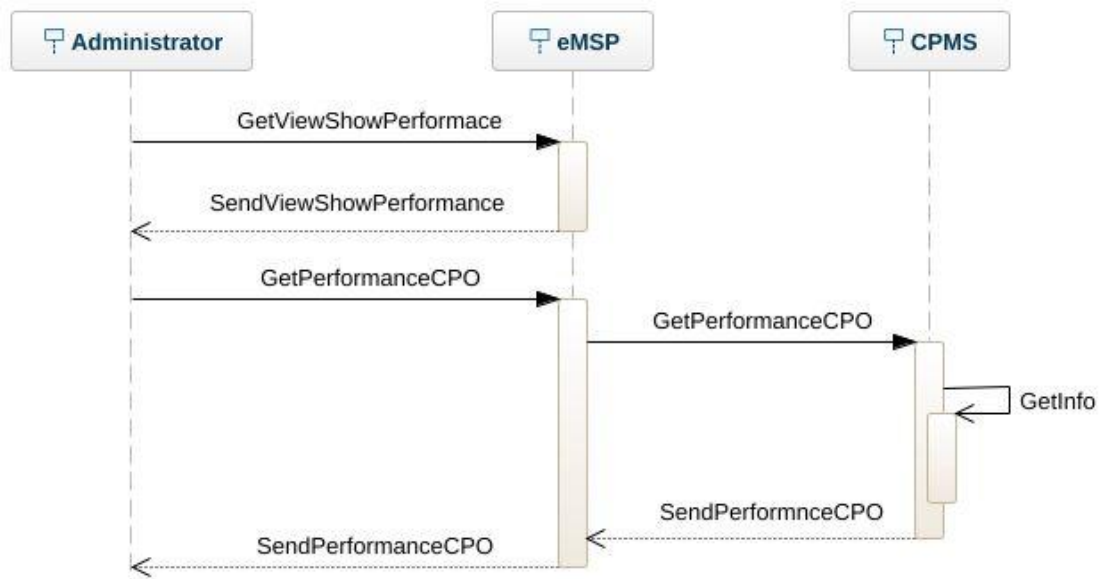 Administrator
eMSP
CPMS
GetViewShowPerformace
SendViewShowPerformance
GetPerformanceCPO
GetPerformanceCPO
GetInfo
SendPerformnceCPO
SendPerformanceCPO